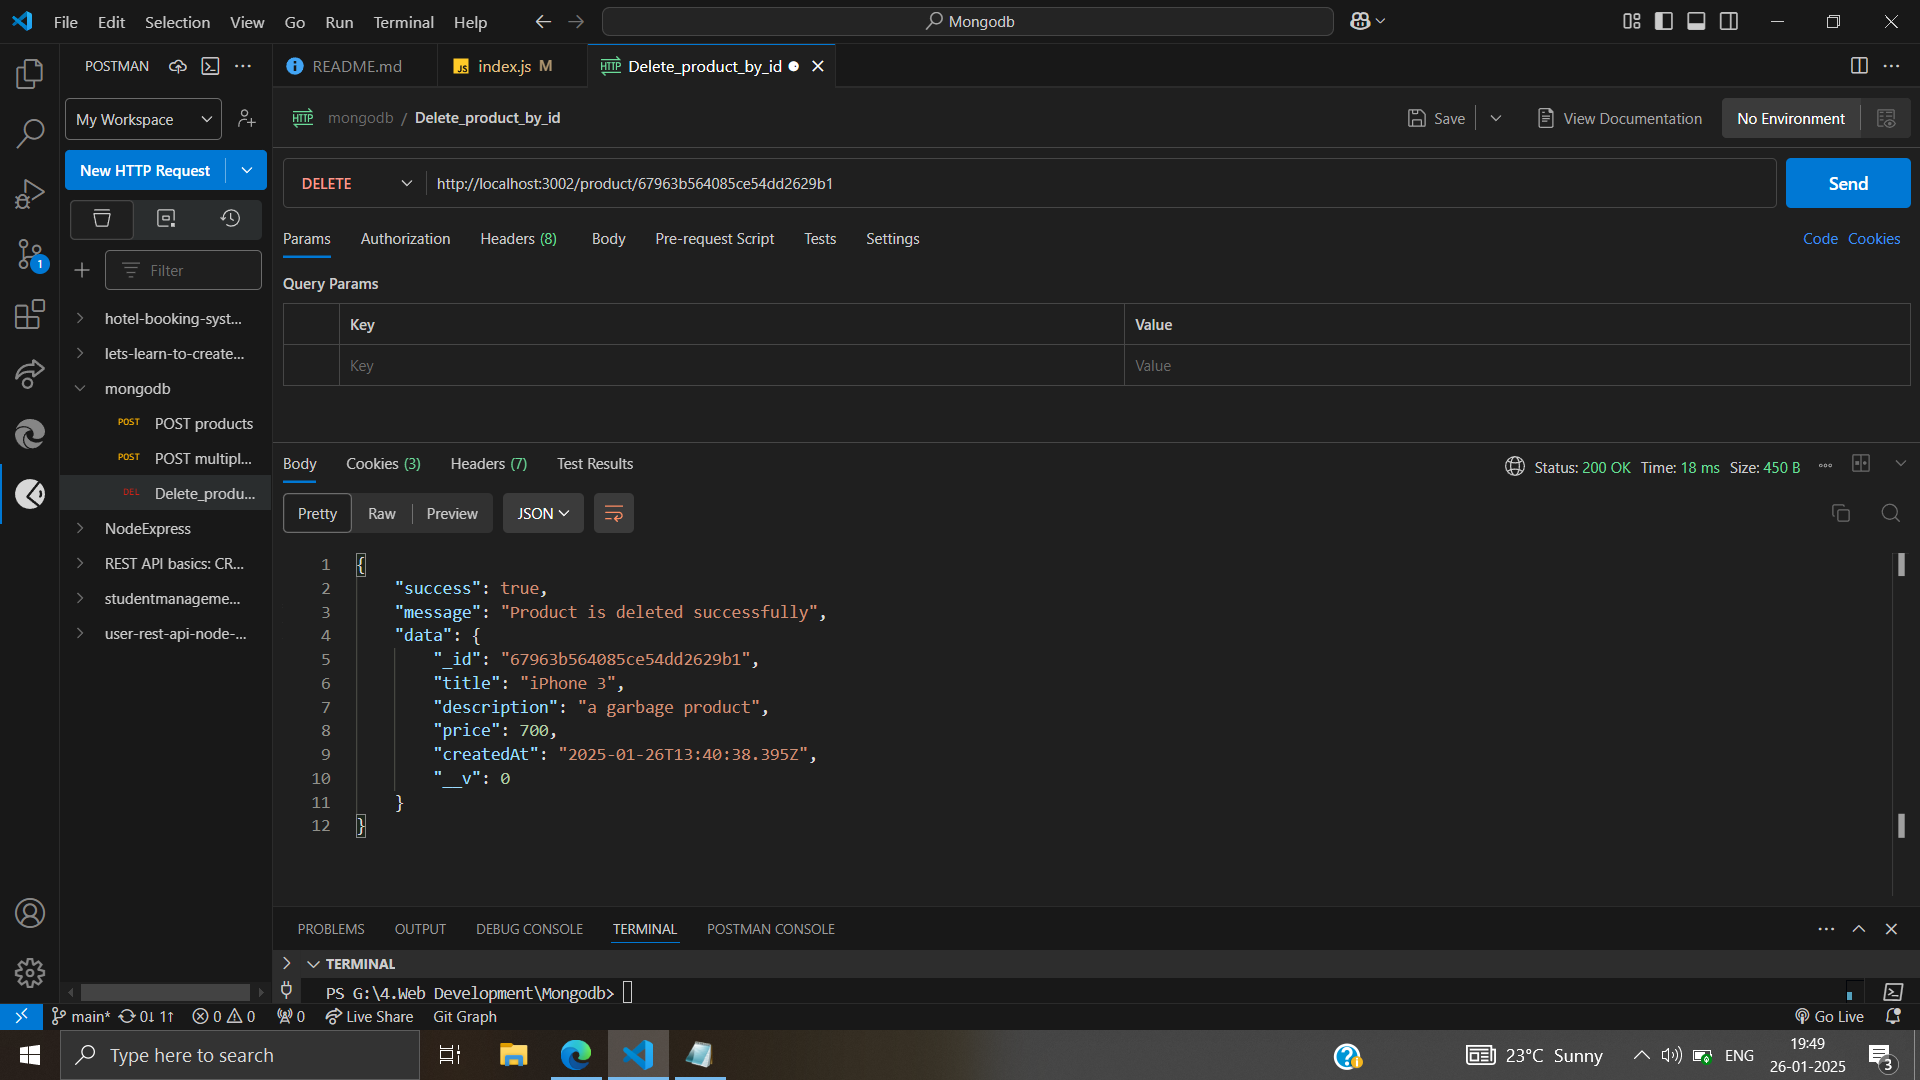 File Edit Selection View Go Run Terminal Help
Mongodb
POSTMAN
README.md
index.js M
Delete_product_by_id
My Workspace
mongodb / Delete_product_by_id
Save
View Documentation
No Environment
New HTTP Request
DELETE
http://localhost:3002/product/67963b564085ce54dd2629b1
Send
Params Authorization Headers (8) Body Pre-request Script Tests Settings
Code Cookies
1
Filter
Query Params
Key Value
Key Value
hotel-booking-syst...
lets-learn-to-create...
mongodb
POST POST products
POST POST multipl...
DEL Delete_produ...
NodeExpress
REST API basics: CR...
studentmanageme...
user-rest-api-node-...
Body Cookies (3) Headers (7) Test Results
Status: 200 OK Time: 18 ms Size: 450 B
Pretty Raw Preview JSON
1 {
2 "success": true,
3 "message": "Product is deleted successfully",
4 "data": {
5 "_id": "67963b564085ce54dd2629b1",
6 "title": "iPhone 3",
7 "description": "a garbage product",
8 "price": 700,
9 "createdAt": "2025-01-26T13:40:38.395Z",
10 "__v": 0
11 }
12 }
PROBLEMS OUTPUT DEBUG CONSOLE TERMINAL POSTMAN CONSOLE
TERMINAL
PS G:\4.Web Development\Mongodb>
main* 0↓ 1↑ 0 0 0 Live Share Git Graph
Go Live
Type here to search
23°C Sunny
ENG
19:49
26-01-2025
3